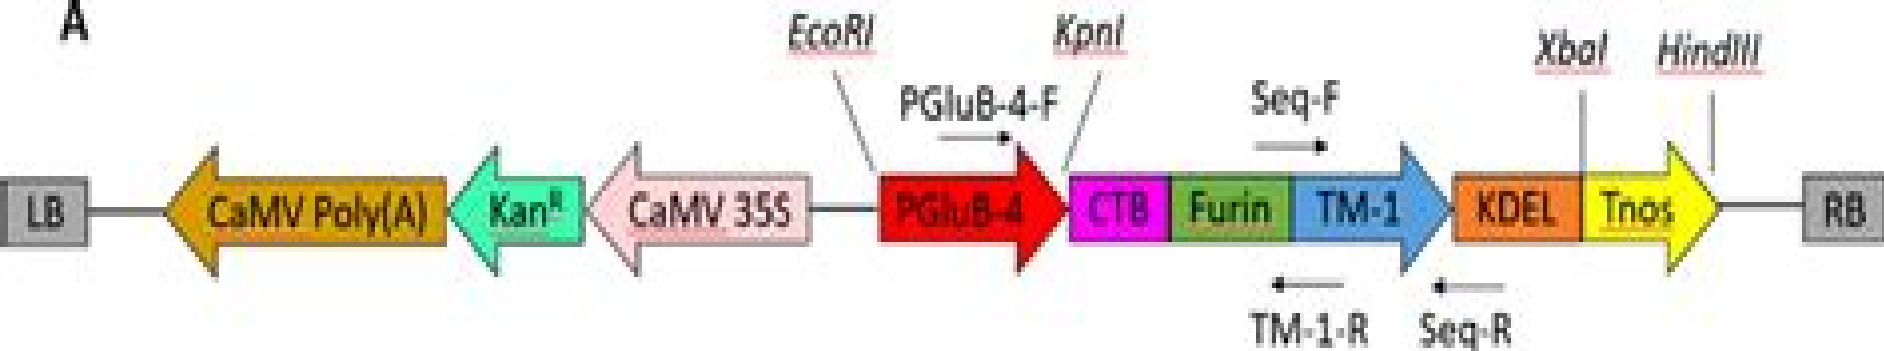 A
EcoRI KpnI XbaI HindIII
PGluB-4-F Seq-F
LB CaMV Poly(A) Kanᴿ CaMV 35S PGluB-4 CTB Furin TM-1 KDEL Tnos RB
TM-1-R Seq-R